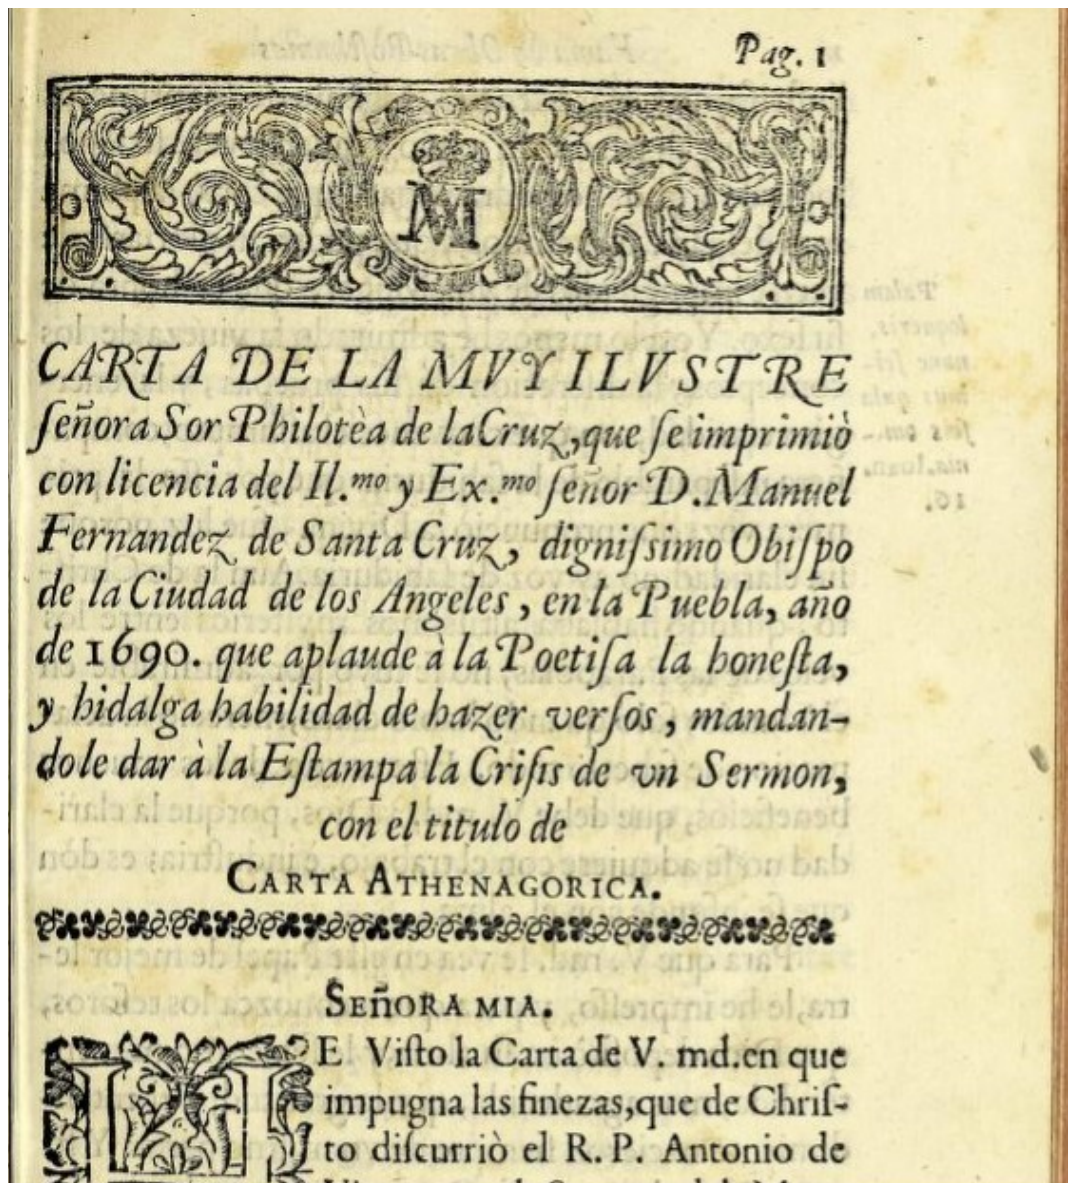 Pag. 1
M
CARTA DE LA MVY ILVSTRE
ſeñora Sor Philotèa de la Cruz, que ſe imprimiò
con licencia del Il.mo y Ex.mo ſeñor D. Manuel
Fernandez de Santa Cruz, digniſsimo Obiſpo
de la Ciudad de los Angeles, en la Puebla, año
de 1690. que aplaude à la Poetiſa la honeſta,
y hidalga habilidad de hazer verſos, mandan-
dole dar à la Eſtampa la Criſis de vn Sermon,
con el titulo de
CARTA ATHENAGORICA.
SEñORA MIA.
HE Viſto la Carta de V. md. en que
impugna las finezas, que de Chriſ-
to diſcurriò el R. P. Antonio de